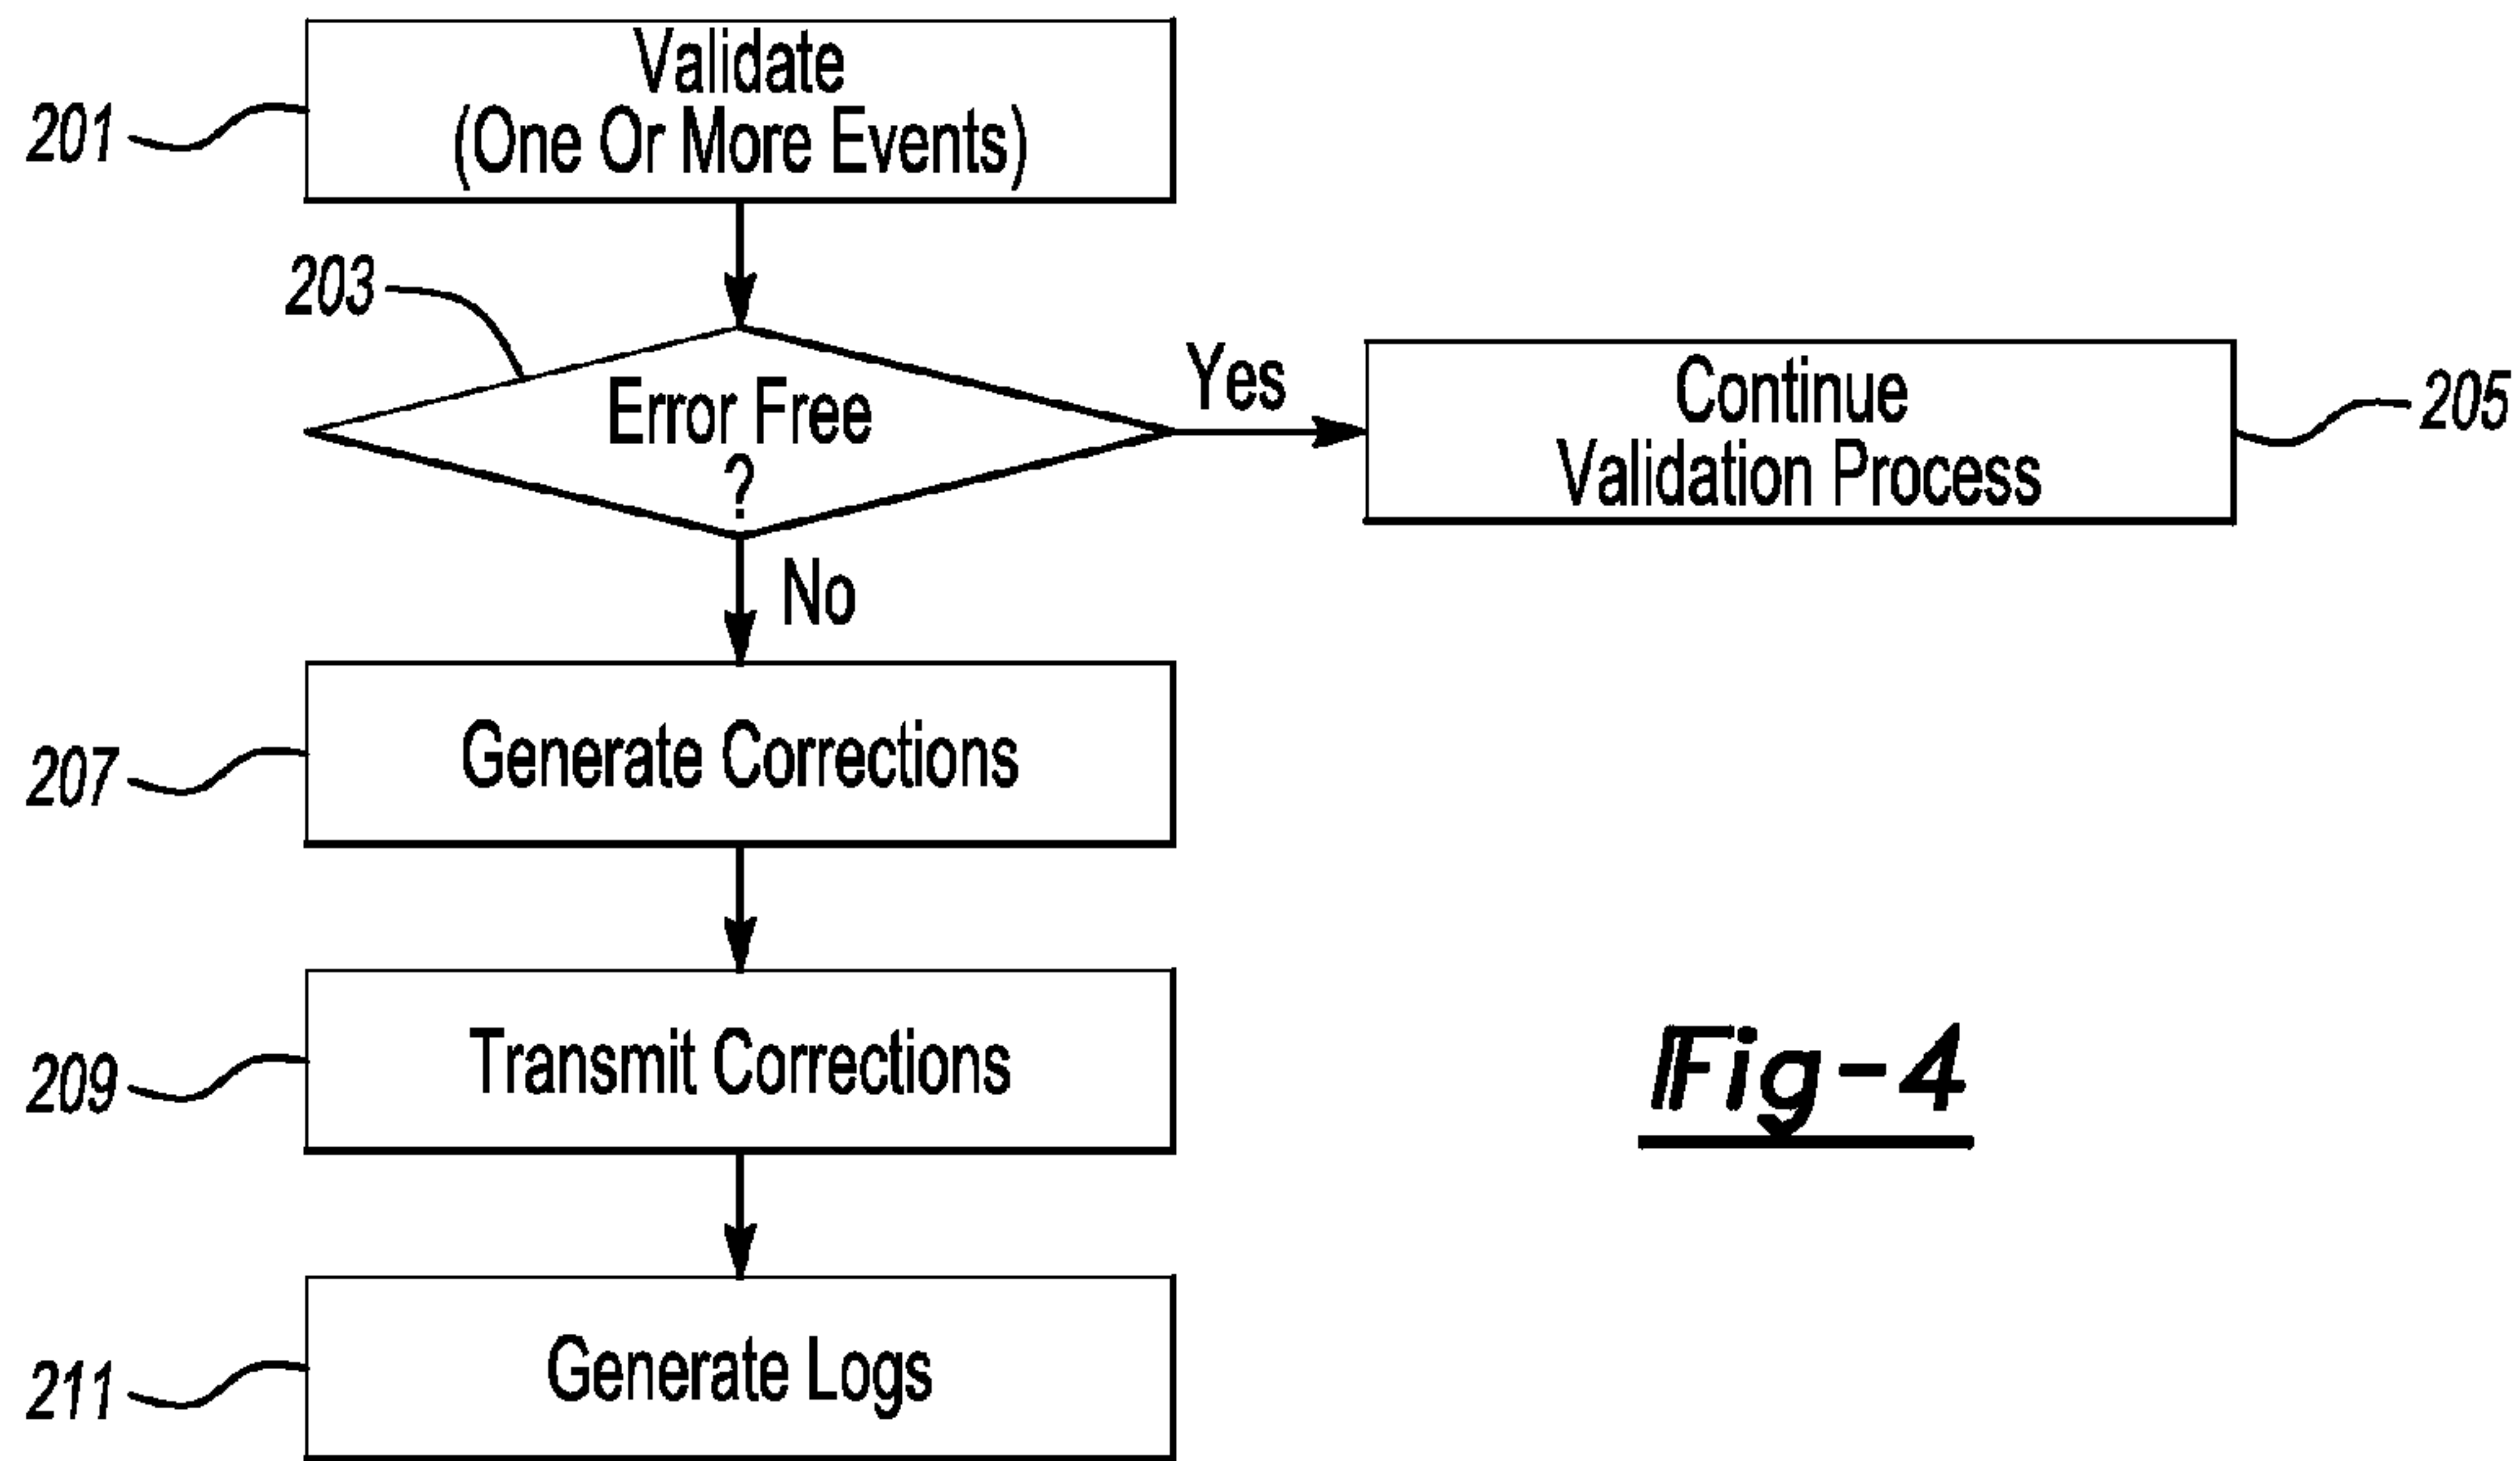 Validate
(One Or More Events)
201
203
Error Free
?
Yes
Continue
Validation Process
205
No
Generate Corrections
207
Transmit Corrections
209
Fig-4
Generate Logs
211